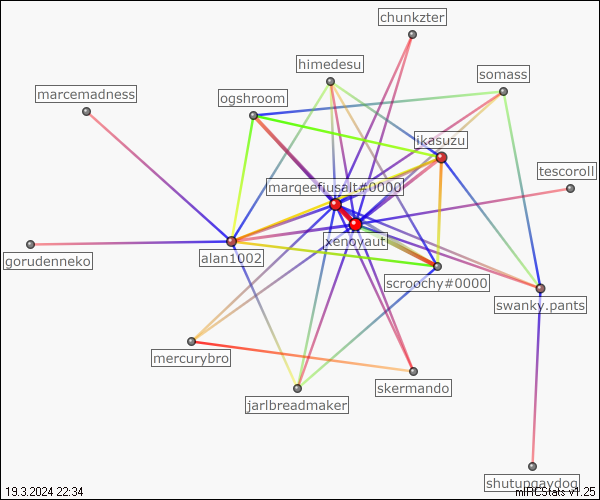 chunkzter
himedesu
somass
marcemadness
ogshroom
ikasuzu
tescoroll
marqeefiusalt#0000
xenoyaut
gorudenneko
alan1002
scroochy#0000
swanky.pants
mercurybro
skermando
jarlbreadmaker
shutupgaydog
19.3.2024 22:34
mIRCStats v1.25